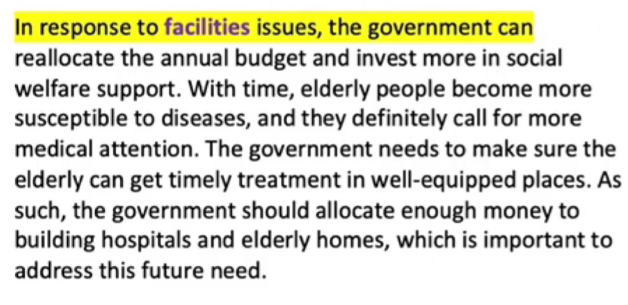 In response to facilities issues, the government can
reallocate the annual budget and invest more in social
welfare support. With time, elderly people become more
susceptible to diseases, and they definitely call for more
medical attention. The government needs to make sure the
elderly can get timely treatment in well-equipped places. As
such, the government should allocate enough money to
building hospitals and elderly homes, which is important to
address this future need.